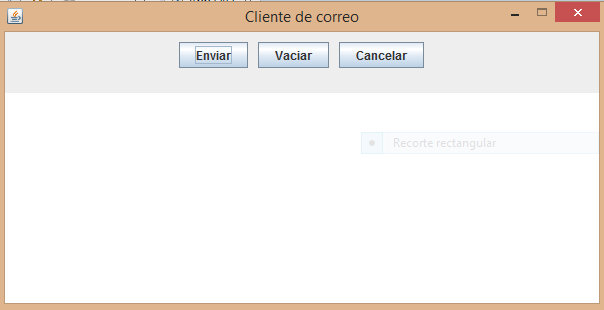 Cliente de correo
Enviar Vaciar Cancelar
Recorte rectangular